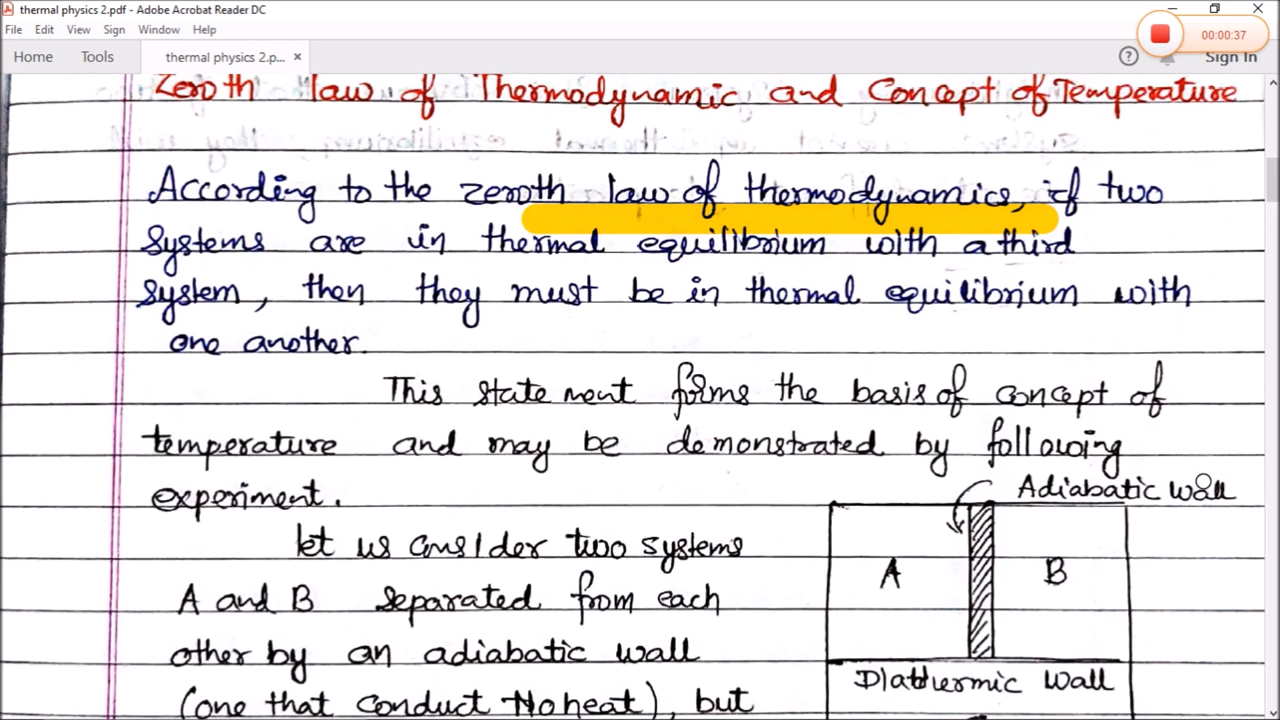 thermal physics 2.pdf - Adobe Acrobat Reader DC
File Edit View Sign Window Help
00:00:37
Home Tools thermal physics 2.p... × Sign In
Zeroth law of Thermodynamic and Concept of Temperature
According to the zeroth law of thermodynamics, if two
systems are in thermal equilibrium with a third
system, then they must be in thermal equilibrium with
one another.
This statement forms the basis of concept of
temperature and may be demonstrated by following
experiment.
Adiabatic wall
let us consider two systems
A B
A and B separated from each
other by an adiabatic wall
Diathermic wall
(one that conduct No heat), but